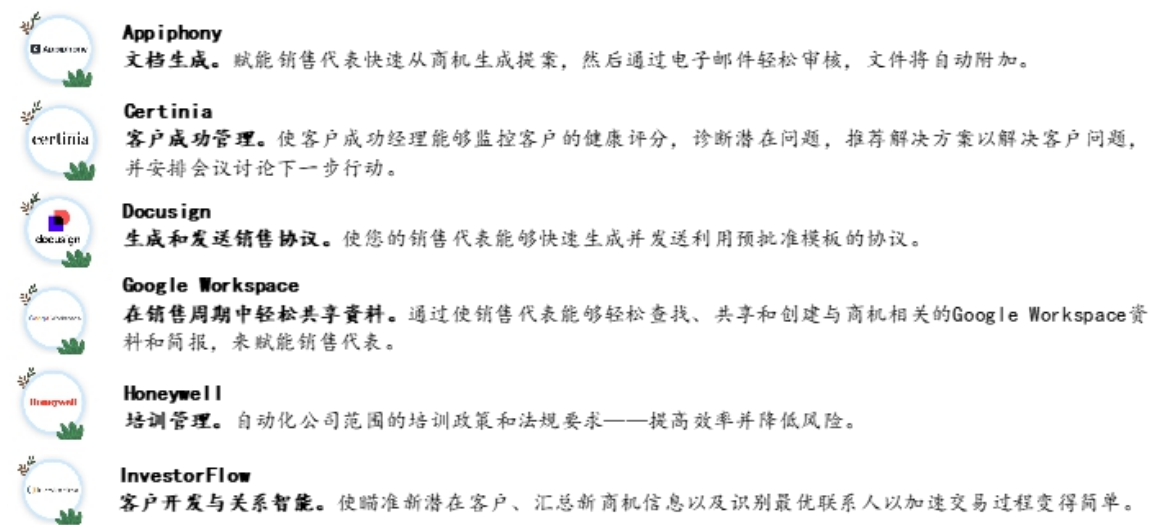 Appiphony
Appiphony
文档生成。赋能销售代表快速从商机生成提案，然后通过电子邮件轻松审核，文件将自动附加。
Certinia
certinia
客户成功管理。使客户成功经理能够监控客户的健康评分，诊断潜在问题，推荐解决方案以解决客户问题，
并安排会议讨论下一步行动。
Docusign
docusign
生成和发送销售协议。使您的销售代表能够快速生成并发送利用预批准模板的协议。
Google Workspace
Google Workspace
在销售周期中轻松共享資料。通过使销售代表能够轻松查找、共享和创建与商机相关的Google Workspace资
料和简报，来赋能销售代表。
Honeywell
Honeywell
培训管理。自动化公司范围的培训政策和法规要求——提高效率并降低风险。
InvestorFlow
客户开发与关系智能。使瞄准新潜在客户、汇总新商机信息以及识别最优联系人以加速交易过程变得简单。